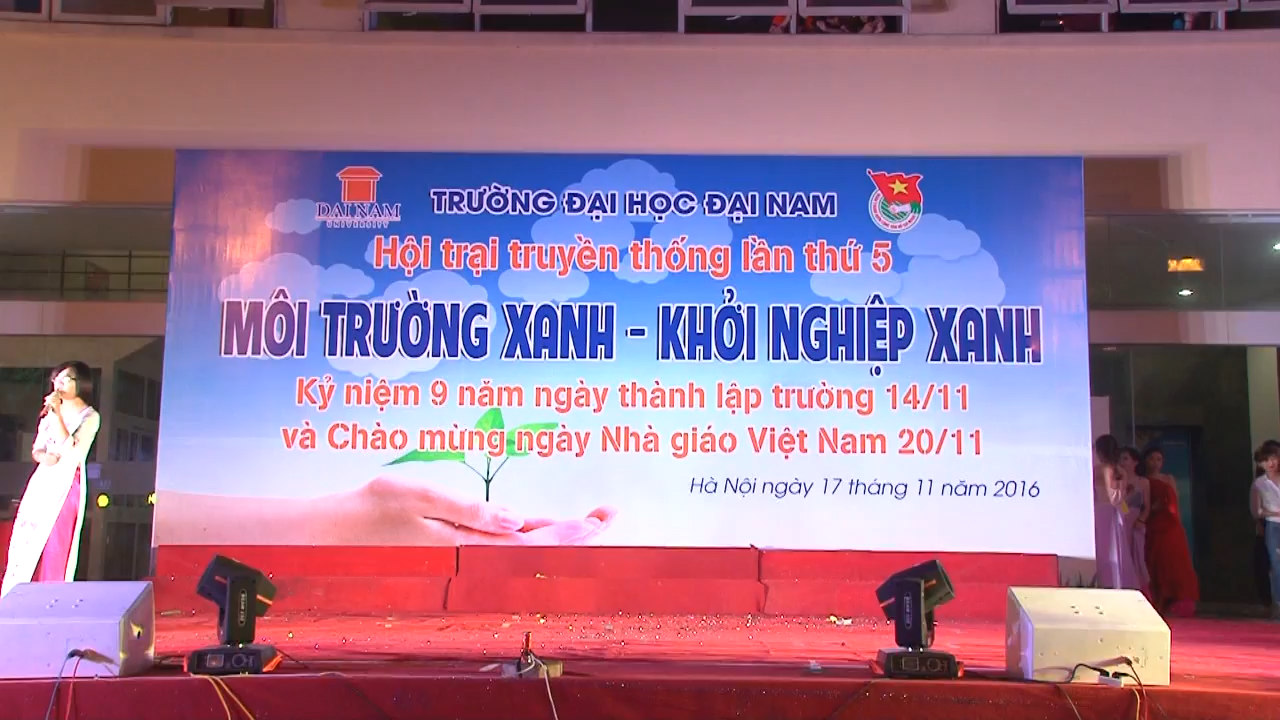 DAI NAM
UNIVERSITY
TRƯỜNG ĐẠI HỌC ĐẠI NAM
Hội trại truyền thống lần thứ 5
MÔI TRƯỜNG XANH - KHỞI NGHIỆP XANH
Kỷ niệm 9 năm ngày thành lập trường 14/11
và Chào mừng ngày Nhà giáo Việt Nam 20/11
Hà Nội ngày 17 tháng 11 năm 2016